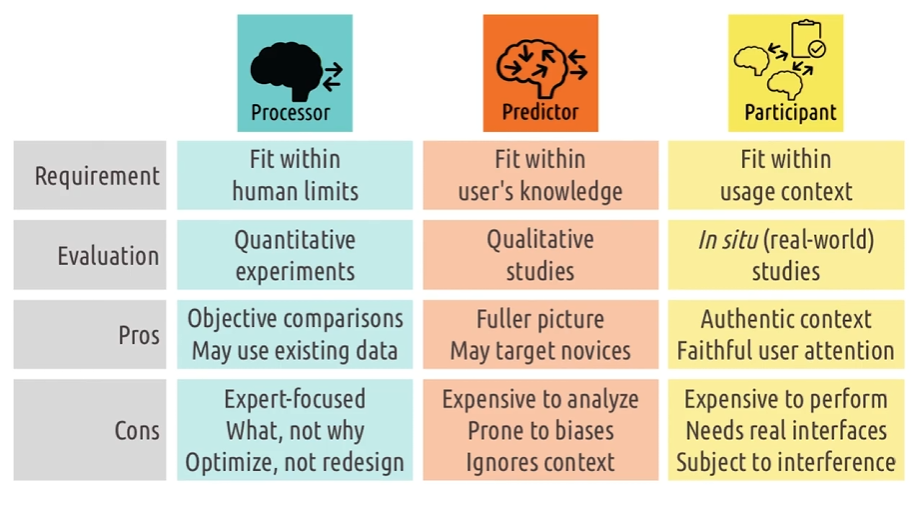 Processor
Predictor
Participant
Requirement
Fit within
human limits
Fit within
user's knowledge
Fit within
usage context
Evaluation
Quantitative
experiments
Qualitative
studies
In situ (real-world)
studies
Pros
Objective comparisons
May use existing data
Fuller picture
May target novices
Authentic context
Faithful user attention
Cons
Expert-focused
What, not why
Optimize, not redesign
Expensive to analyze
Prone to biases
Ignores context
Expensive to perform
Needs real interfaces
Subject to interference